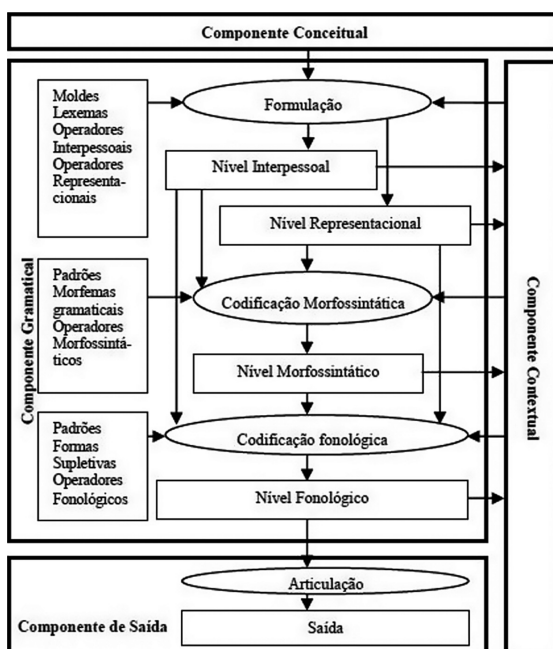 Componente Conceitual
Moldes
Lexemas
Operadores
Interpessoais
Operadores
Representa-
cionais
Formulação
Nível Interpessoal
Nível Representacional
Componente Gramatical
Padrões
Morfemas
gramaticais
Operadores
Morfossintá-
ticos
Codificação Morfossintática
Nível Morfossintático
Padrões
Formas
Supletivas
Operadores
Fonológicos
Codificação fonológica
Nível Fonológico
Componente Contextual
Articulação
Componente de Saída
Saída